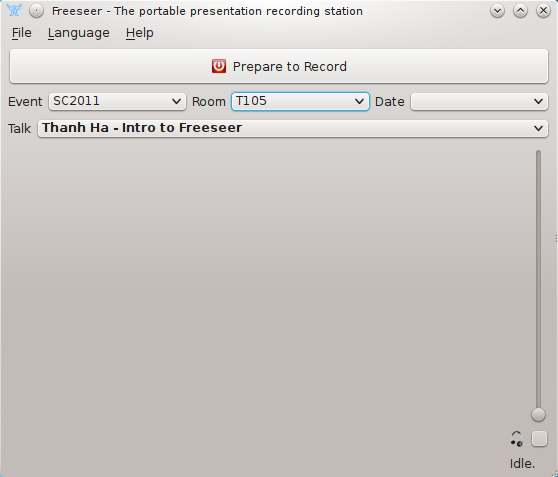 Freeseer - The portable presentation recording station
File Language Help
Prepare to Record
Event SC2011 Room T105 Date
Talk Thanh Ha - Intro to Freeseer
Idle.